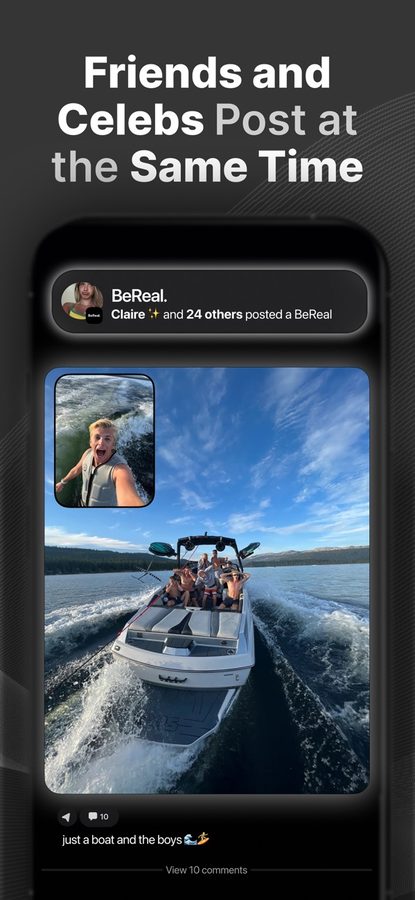 Friends and
Celebs Post at
the Same Time
BeReal.
BeReal.
Claire ✨ and 24 others posted a BeReal
10
just a boat and the boys 🌊🏄
View 10 comments